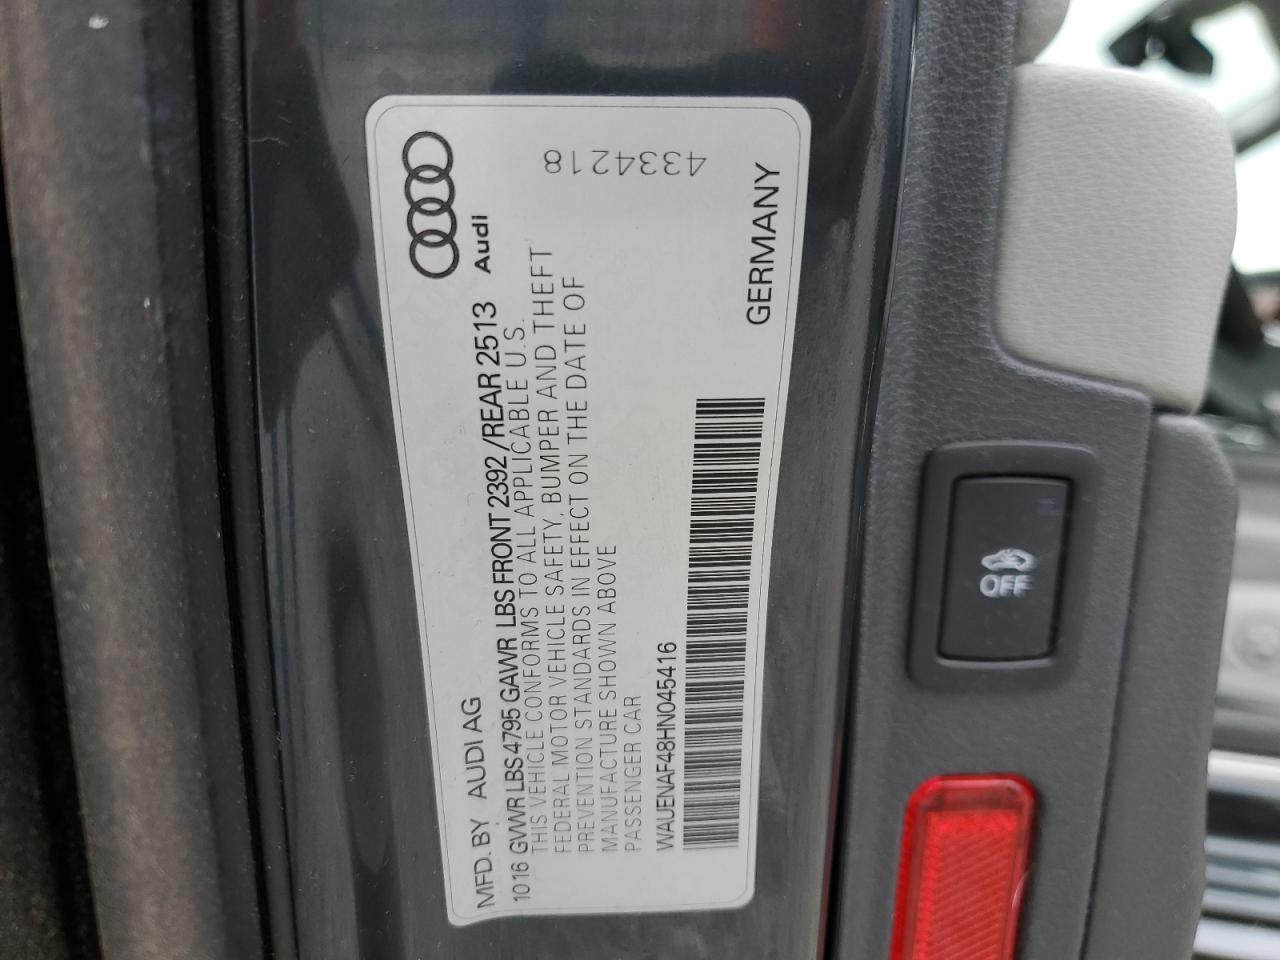 MFD. BY AUDI AG
Audi
1016 GVWR LBS 4795 GAWR LBS FRONT 2392 /REAR 2513
THIS VEHICLE CONFORMS TO ALL APPLICABLE U.S.
FEDERAL MOTOR VEHICLE SAFETY, BUMPER AND THEFT
PREVENTION STANDARDS IN EFFECT ON THE DATE OF
MANUFACTURE SHOWN ABOVE
PASSENGER CAR
4334218
WAUENAF48HN045416
GERMANY
OFF